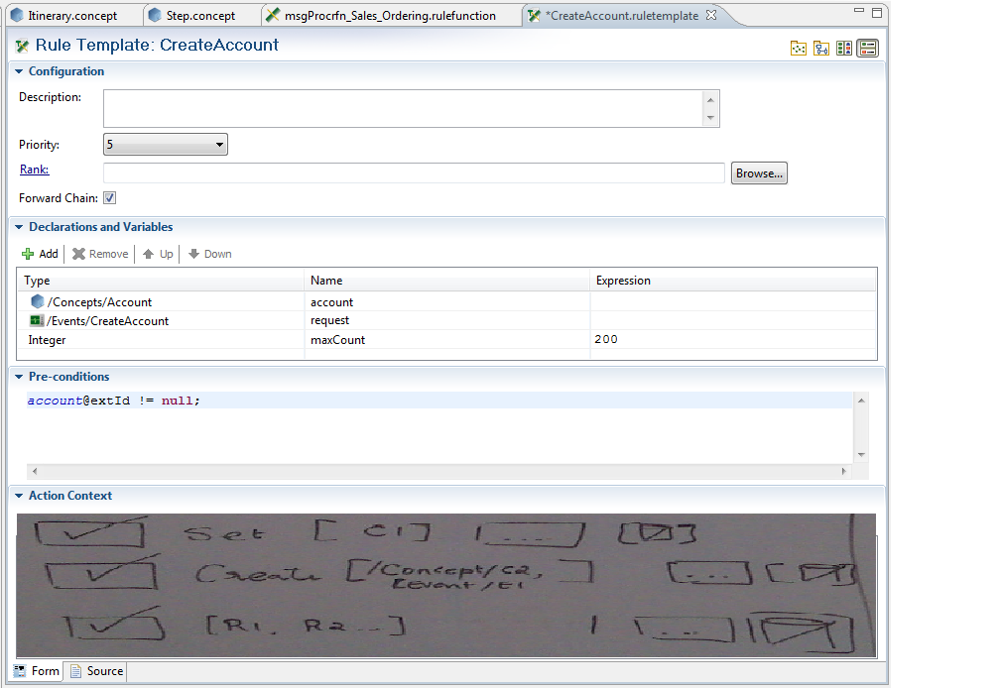 Itinerary.concept Step.concept msgProcrfn_Sales_Ordering.rulefunction *CreateAccount.ruletemplate
Rule Template: CreateAccount
Configuration
Description:
Priority: 5
Rank: Browse...
Forward Chain:
Declarations and Variables
Add Remove Up Down
Type Name Expression
/Concepts/Account account
/Events/CreateAccount request
Integer maxCount 200
Pre-conditions
account@extId != null;
Action Context
Set [ C1] [....]
Create [/Concept/C2, ] [...]
[Event/E1
[R1, R2 ...] [....]
Form Source